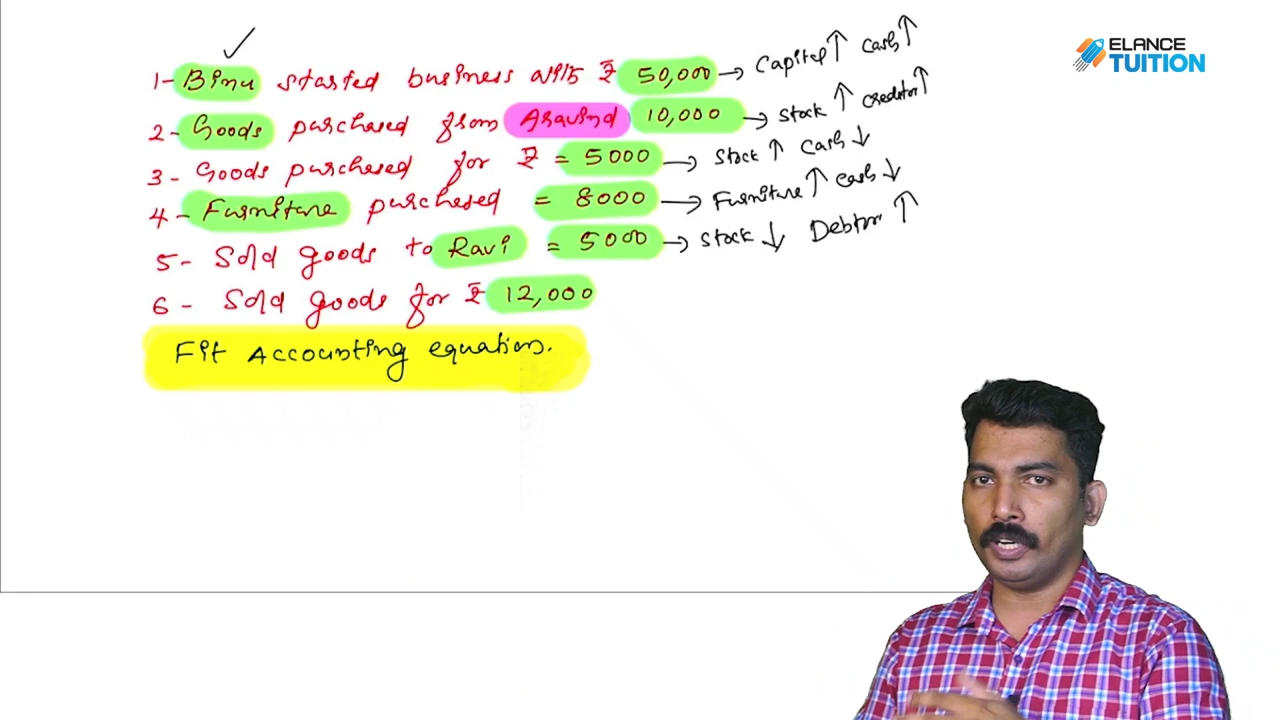 ELANCE
TUITION
1- Binu started business with ₹ 50,000 → Capital ↑ Cash ↑
2- Goods purchased from Aravind 10,000 → Stock ↑ Creditor ↑
3 - Goods purchased for ₹ = 5000 → Stock ↑ Cash ↓
4- Furniture purchased = 8000 → Furniture ↑ Cash ↓
5- Sold goods to Ravi = 5000 → Stock ↓ Debtor ↑
6 - Sold goods for ₹ 12,000
Fit Accounting equation.